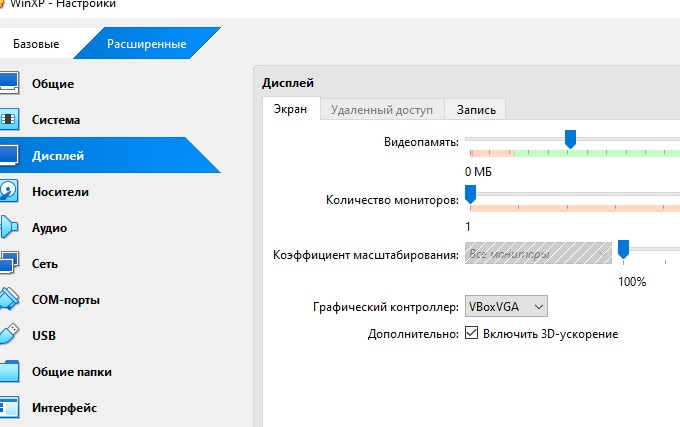 WinXP - Настройки
Базовые
Расширенные
Общие
Система
Дисплей
Носители
Аудио
Сеть
COM-порты
USB
Общие папки
Интерфейс
Дисплей
Экран
Удаленный доступ
Запись
Видеопамять:
0 МБ
Количество мониторов:
1
Коэффициент масштабирования:
Все мониторы
100%
Графический контроллер:
VBoxVGA
Дополнительно:
Включить 3D-ускорение